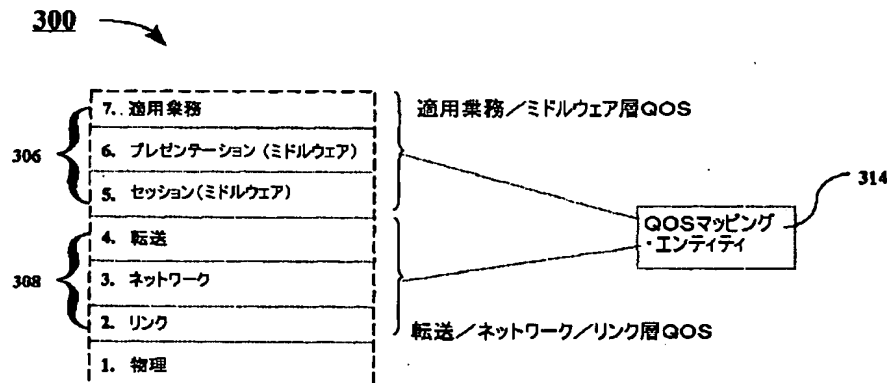 300
7. 適用業務
6. プレゼンテーション (ミドルウェア)
5. セッション(ミドルウェア)
4. 転送
3. ネットワーク
2. リンク
1. 物理
306
308
適用業務／ミドルウェア層QOS
転送／ネットワーク／リンク層QOS
QOSマッピング
・エンティティ
314